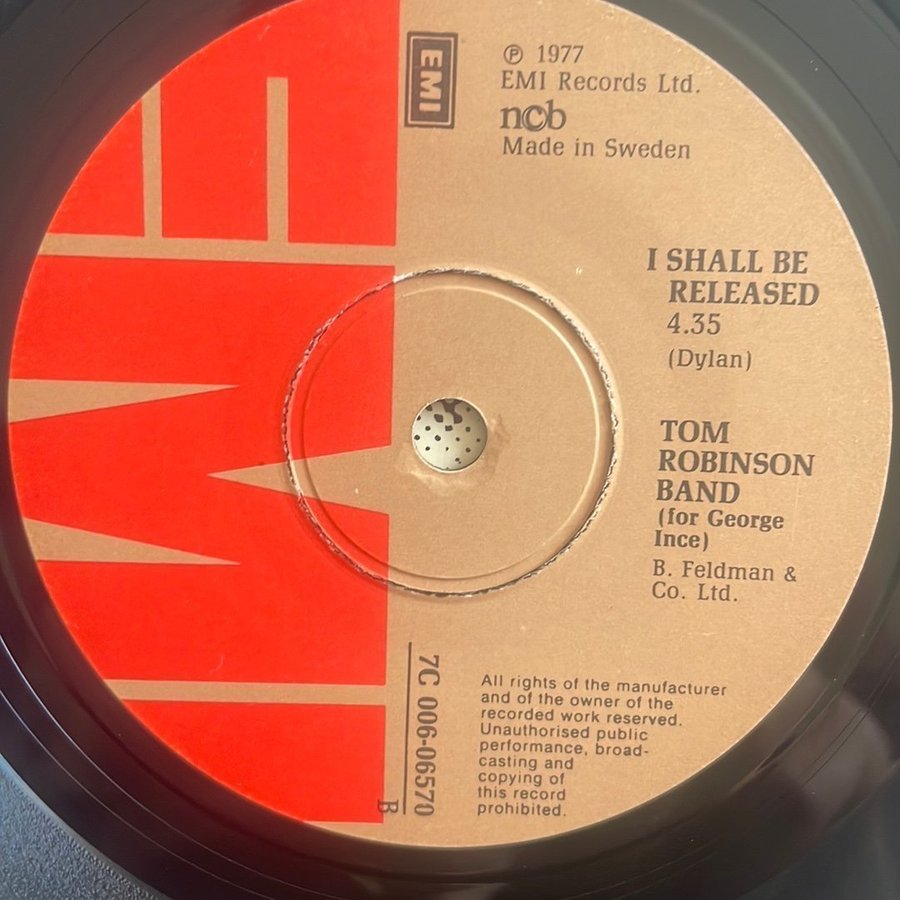 EMI
EMI
℗ 1977
EMI Records Ltd.
ncb
Made in Sweden
I SHALL BE
RELEASED
4.35
(Dylan)
TOM
ROBINSON
BAND
(for George
Ince)
B. Feldman &
Co. Ltd.
7C 006-06570
B
All rights of the manufacturer
and of the owner of the
recorded work reserved.
Unauthorised public
performance, broad-
casting and
copying of
this record
prohibited.